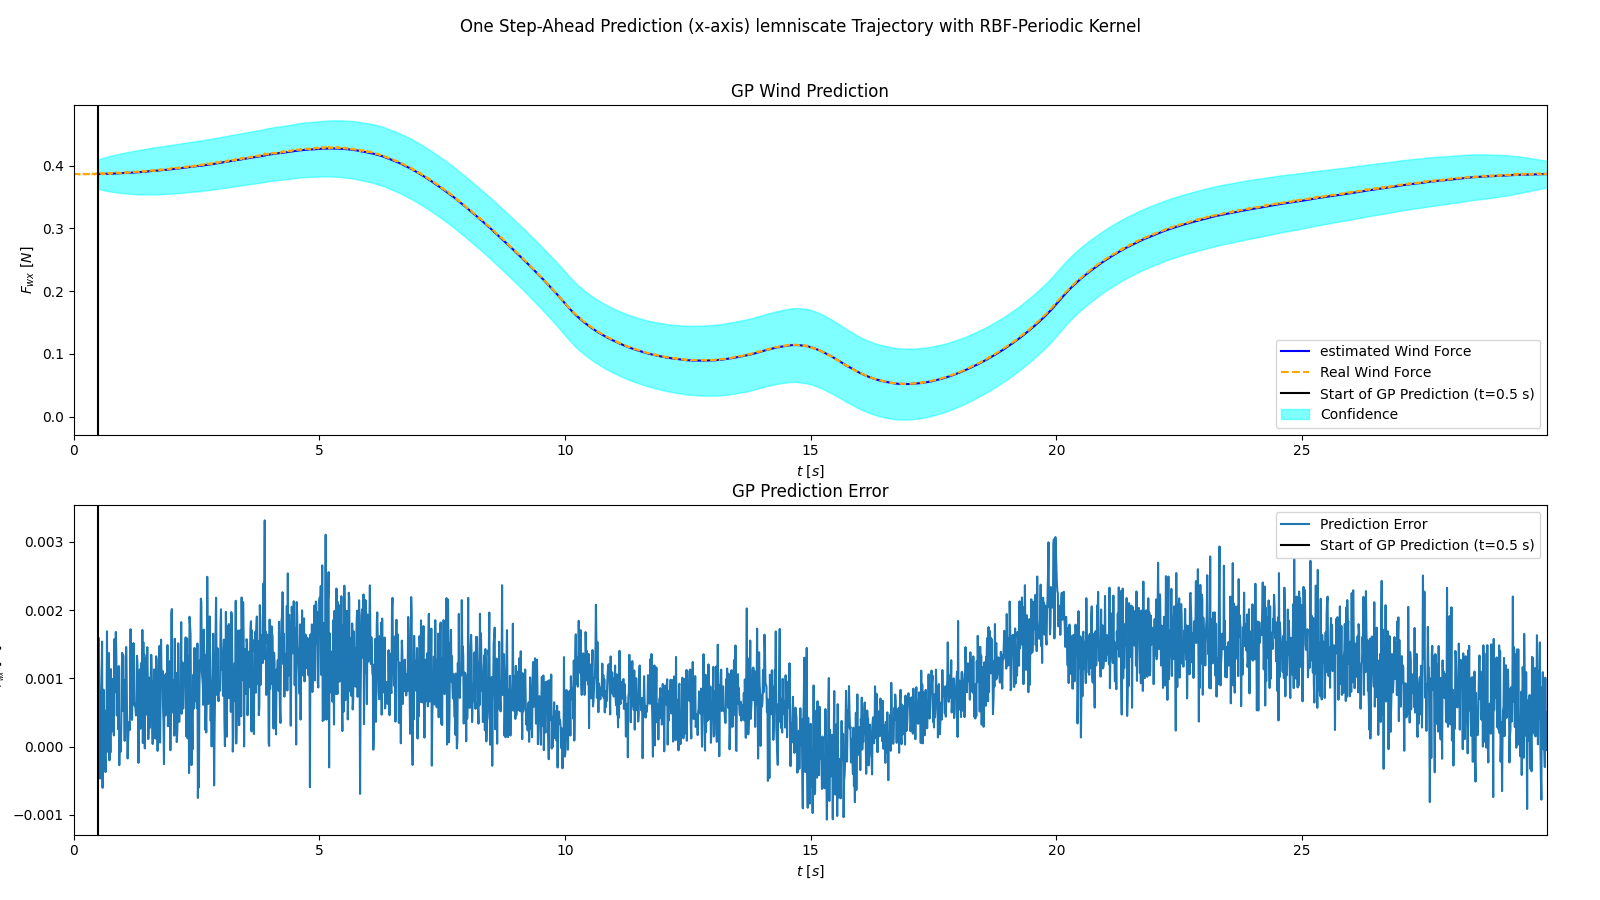 One Step-Ahead Prediction (x-axis) lemniscate Trajectory with RBF-Periodic Kernel
GP Wind Prediction
0.4
0.3
0.2
0.1
0.0
F_wx [N]
estimated Wind Force
Real Wind Force
Start of GP Prediction (t=0.5 s)
Confidence
0 5 10 15 20 25
t [s]
GP Prediction Error
0.003
0.002
0.001
0.000
−0.001
Prediction Error
Start of GP Prediction (t=0.5 s)
0 5 10 15 20 25
t [s]